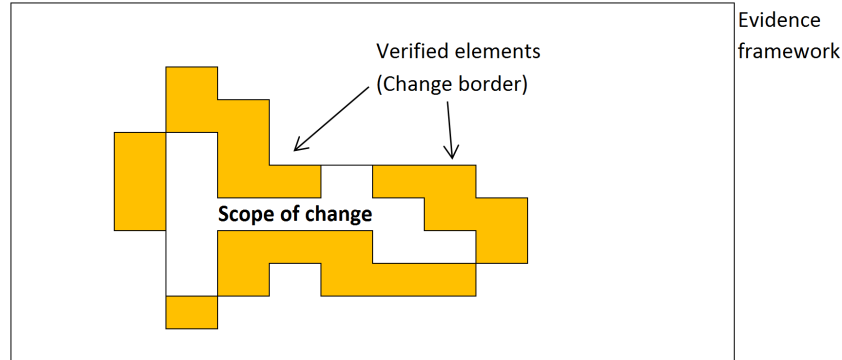 Evidence
framework
Verified elements
(Change border)
Scope of change